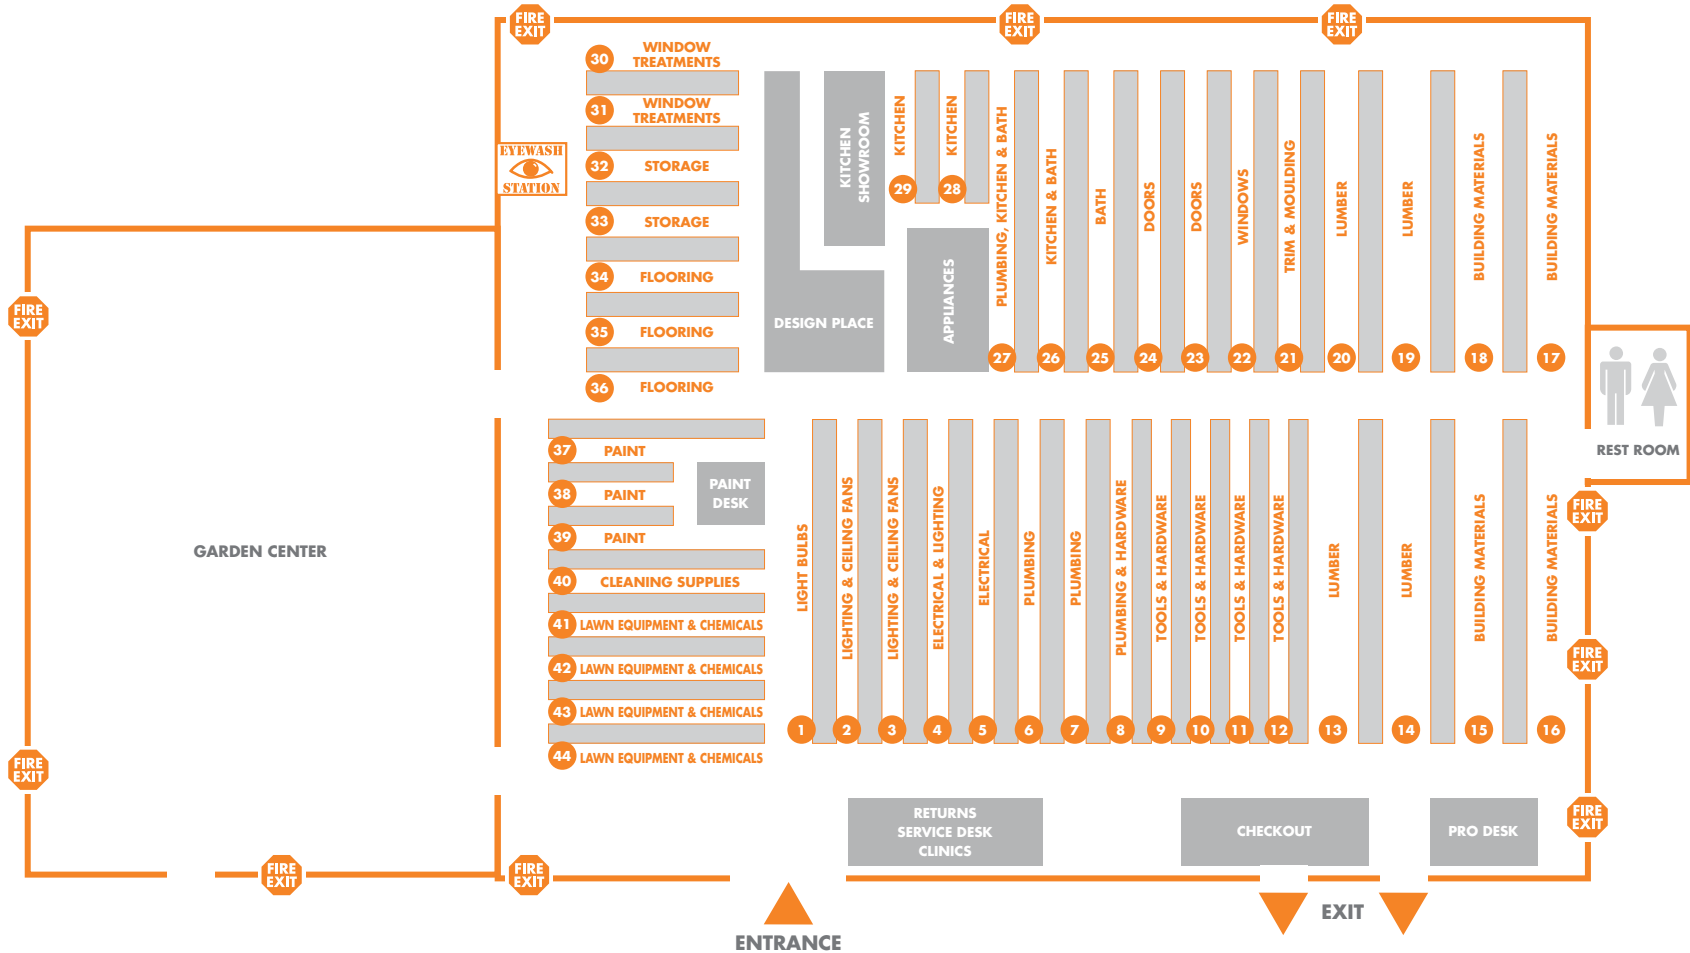 FIRE
EXIT
FIRE
EXIT
FIRE
EXIT
30 WINDOW
TREATMENTS
31 WINDOW
TREATMENTS
EYEWASH
STATION
32 STORAGE
33 STORAGE
34 FLOORING
35 FLOORING
36 FLOORING
KITCHEN
SHOWROOM
DESIGN PLACE
APPLIANCES
KITCHEN
29
KITCHEN
28
PLUMBING, KITCHEN & BATH
27
KITCHEN & BATH
26
BATH
25
DOORS
24
DOORS
23
WINDOWS
22
TRIM & MOULDING
21
LUMBER
20
LUMBER
19
BUILDING MATERIALS
18
BUILDING MATERIALS
17
FIRE
EXIT
REST ROOM
37 PAINT
38 PAINT
39 PAINT
PAINT
DESK
40 CLEANING SUPPLIES
41 LAWN EQUIPMENT & CHEMICALS
42 LAWN EQUIPMENT & CHEMICALS
43 LAWN EQUIPMENT & CHEMICALS
44 LAWN EQUIPMENT & CHEMICALS
GARDEN CENTER
LIGHT BULBS
1
LIGHTING & CEILING FANS
2
LIGHTING & CEILING FANS
3
ELECTRICAL & LIGHTING
4
ELECTRICAL
5
PLUMBING
6
PLUMBING
7
PLUMBING & HARDWARE
8
TOOLS & HARDWARE
9
TOOLS & HARDWARE
10
TOOLS & HARDWARE
11
TOOLS & HARDWARE
12
LUMBER
13
LUMBER
14
BUILDING MATERIALS
15
BUILDING MATERIALS
16
FIRE
EXIT
FIRE
EXIT
FIRE
EXIT
FIRE
EXIT
RETURNS
SERVICE DESK
CLINICS
CHECKOUT
PRO DESK
FIRE
EXIT
FIRE
EXIT
ENTRANCE
EXIT